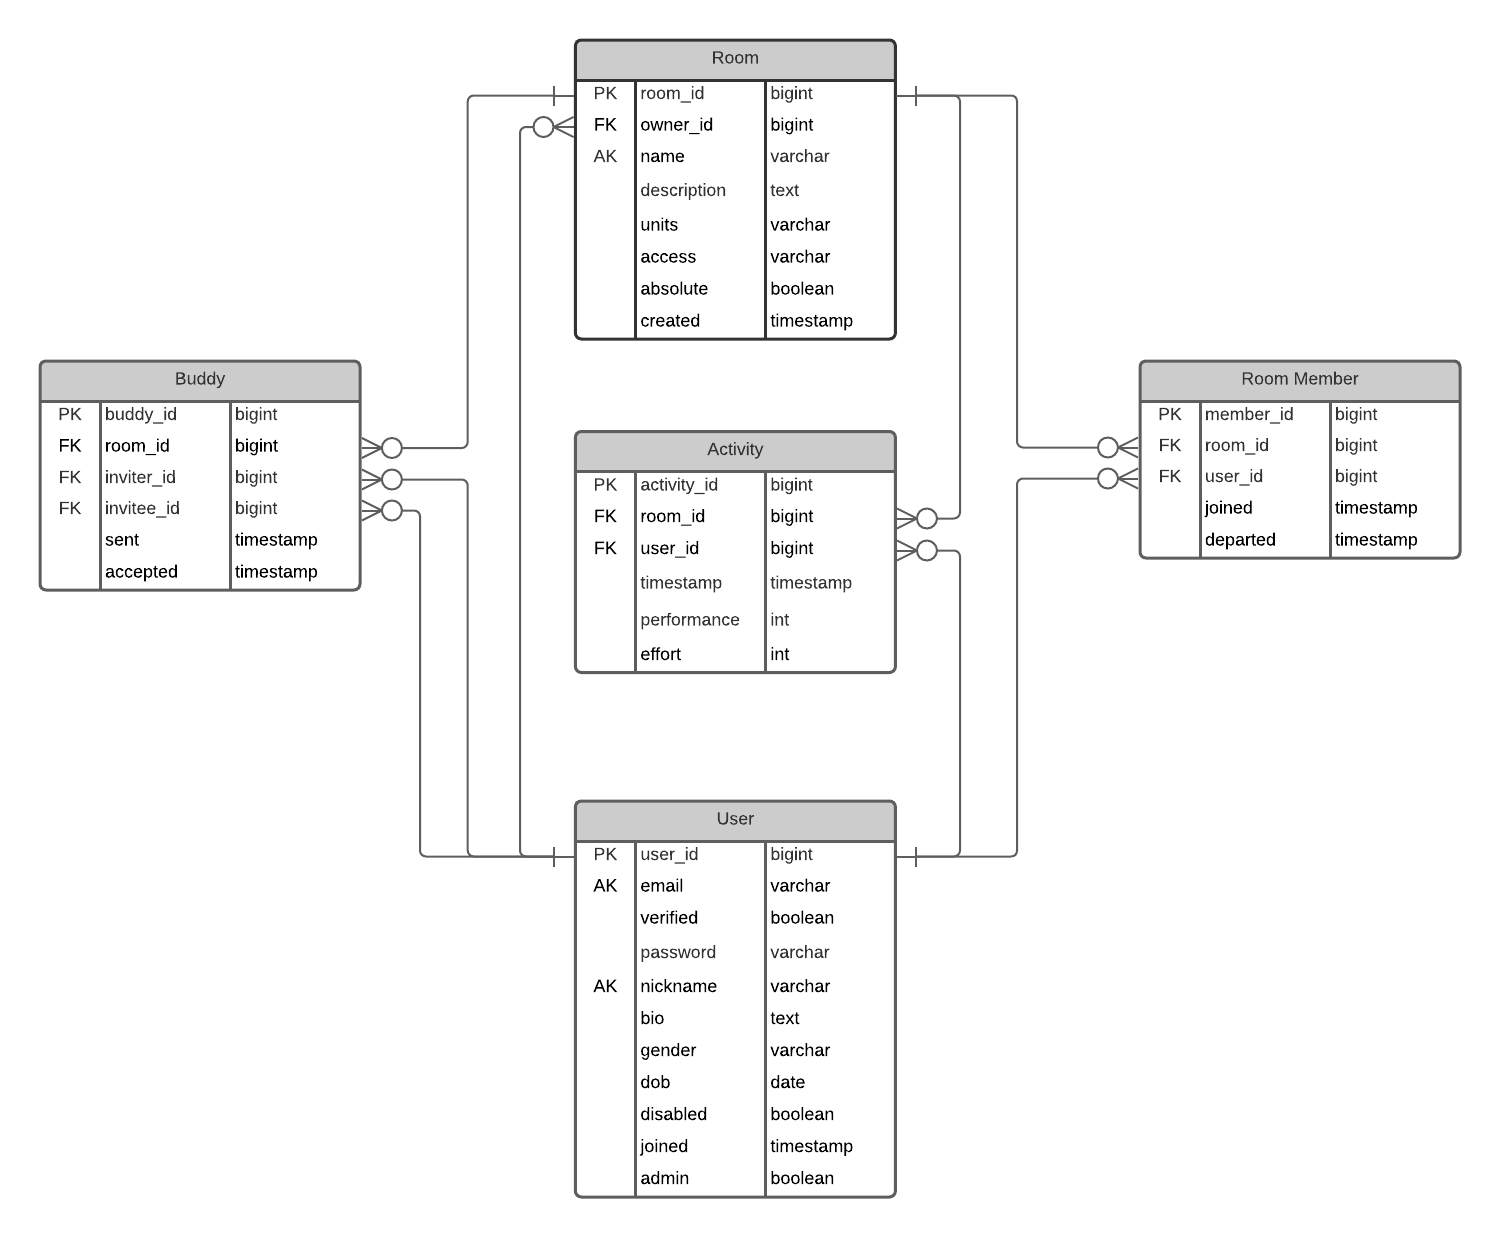 Room
PK room_id bigint
FK owner_id bigint
AK name varchar
description text
units varchar
access varchar
absolute boolean
created timestamp
Buddy
PK buddy_id bigint
FK room_id bigint
FK inviter_id bigint
FK invitee_id bigint
sent timestamp
accepted timestamp
Activity
PK activity_id bigint
FK room_id bigint
FK user_id bigint
timestamp timestamp
performance int
effort int
Room Member
PK member_id bigint
FK room_id bigint
FK user_id bigint
joined timestamp
departed timestamp
User
PK user_id bigint
AK email varchar
verified boolean
password varchar
AK nickname varchar
bio text
gender varchar
dob date
disabled boolean
joined timestamp
admin boolean